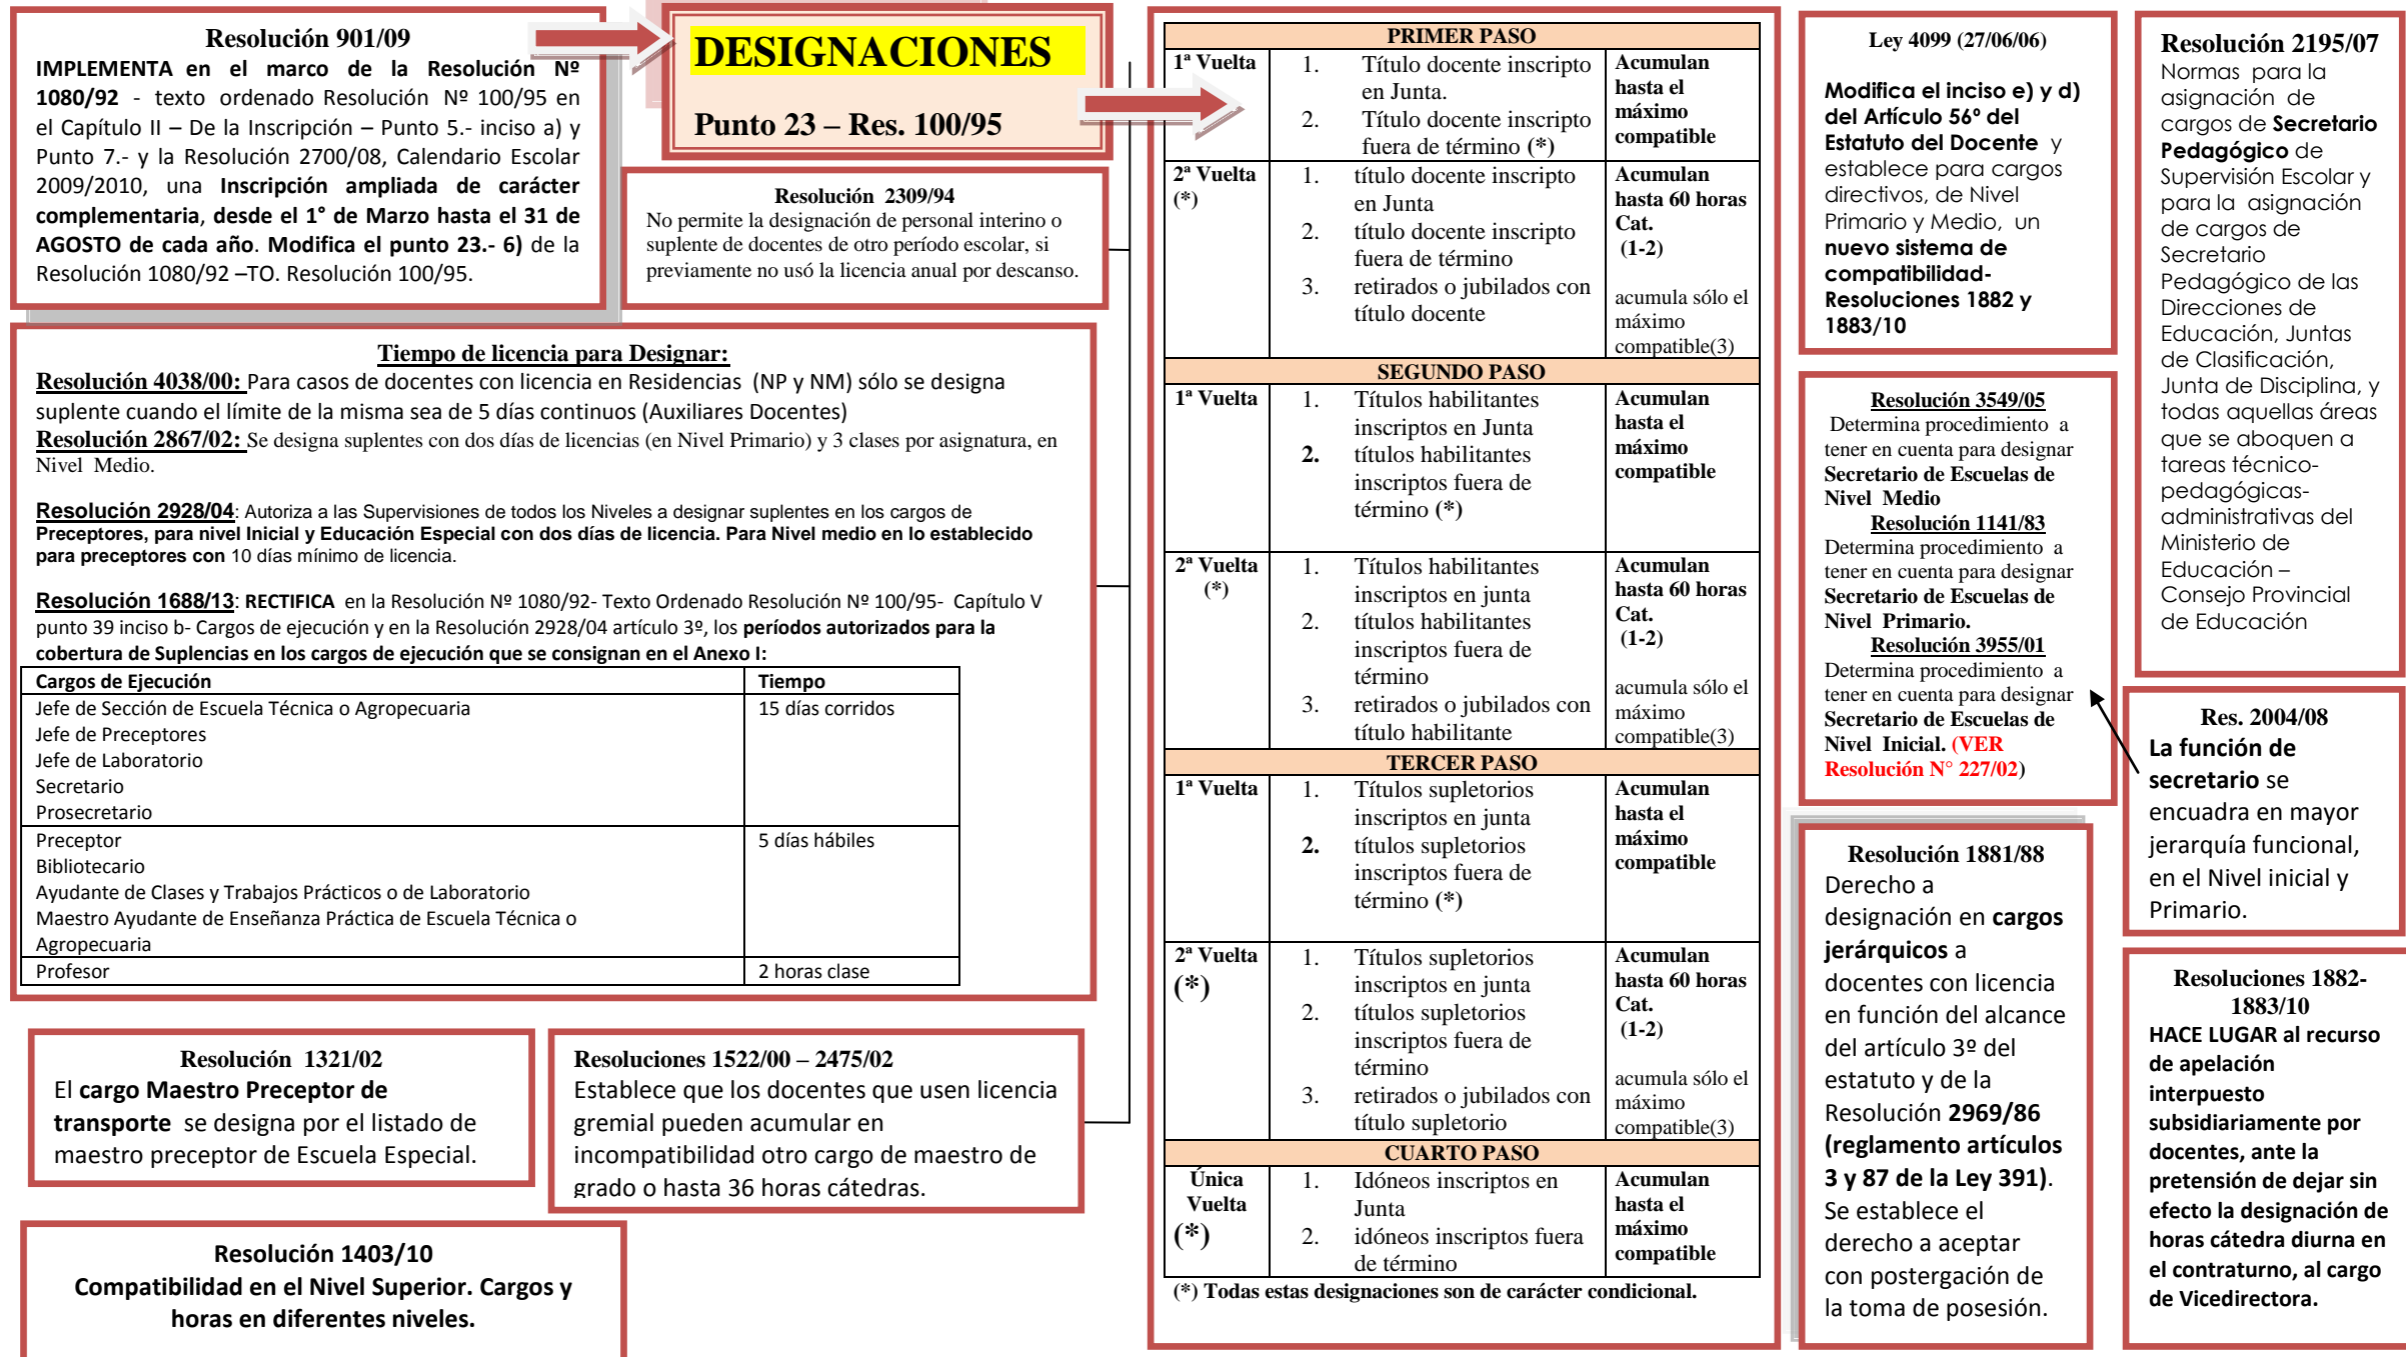 Resolución 901/09
IMPLEMENTA en el marco de la Resolución Nº
1080/92 - texto ordenado Resolución Nº 100/95 en
el Capítulo II – De la Inscripción – Punto 5.- inciso a) y
Punto 7.- y la Resolución 2700/08, Calendario Escolar
2009/2010, una Inscripción ampliada de carácter
complementaria, desde el 1° de Marzo hasta el 31 de
AGOSTO de cada año. Modifica el punto 23.- 6) de la
Resolución 1080/92 –TO. Resolución 100/95.
DESIGNACIONES
Punto 23 – Res. 100/95
Resolución 2309/94
No permite la designación de personal interino o
suplente de docentes de otro período escolar, si
previamente no usó la licencia anual por descanso.
Tiempo de licencia para Designar:
Resolución 4038/00: Para casos de docentes con licencia en Residencias (NP y NM) sólo se designa
suplente cuando el límite de la misma sea de 5 días continuos (Auxiliares Docentes)
Resolución 2867/02: Se designa suplentes con dos días de licencias (en Nivel Primario) y 3 clases por asignatura, en
Nivel Medio.
Resolución 2928/04: Autoriza a las Supervisiones de todos los Niveles a designar suplentes en los cargos de
Preceptores, para nivel Inicial y Educación Especial con dos días de licencia. Para Nivel medio en lo establecido
para preceptores con 10 días mínimo de licencia.
Resolución 1688/13: RECTIFICA en la Resolución Nº 1080/92- Texto Ordenado Resolución Nº 100/95- Capítulo V
punto 39 inciso b- Cargos de ejecución y en la Resolución 2928/04 artículo 3º, los períodos autorizados para la
cobertura de Suplencias en los cargos de ejecución que se consignan en el Anexo I:
Cargos de Ejecución Tiempo
Jefe de Sección de Escuela Técnica o Agropecuaria 15 días corridos
Jefe de Preceptores
Jefe de Laboratorio
Secretario
Prosecretario
Preceptor 5 días hábiles
Bibliotecario
Ayudante de Clases y Trabajos Prácticos o de Laboratorio
Maestro Ayudante de Enseñanza Práctica de Escuela Técnica o
Agropecuaria
Profesor 2 horas clase
Resolución 1321/02
El cargo Maestro Preceptor de
transporte se designa por el listado de
maestro preceptor de Escuela Especial.
Resoluciones 1522/00 – 2475/02
Establece que los docentes que usen licencia
gremial pueden acumular en
incompatibilidad otro cargo de maestro de
grado o hasta 36 horas cátedras.
Resolución 1403/10
Compatibilidad en el Nivel Superior. Cargos y
horas en diferentes niveles.
PRIMER PASO
1ª Vuelta 1. Título docente inscripto Acumulan
en Junta. hasta el
2. Título docente inscripto máximo
fuera de término (*) compatible
2ª Vuelta 1. título docente inscripto Acumulan
(*) en Junta hasta 60 horas
2. título docente inscripto Cat.
fuera de término (1-2)
3. retirados o jubilados con acumula sólo el
título docente máximo
compatible(3)
SEGUNDO PASO
1ª Vuelta 1. Títulos habilitantes Acumulan
inscriptos en Junta hasta el
2. títulos habilitantes máximo
inscriptos fuera de compatible
término (*)
2ª Vuelta 1. Títulos habilitantes Acumulan
(*) inscriptos en junta hasta 60 horas
2. títulos habilitantes Cat.
inscriptos fuera de (1-2)
término acumula sólo el
3. retirados o jubilados con máximo
título habilitante compatible(3)
TERCER PASO
1ª Vuelta 1. Títulos supletorios Acumulan
inscriptos en junta hasta el
2. títulos supletorios máximo
inscriptos fuera de compatible
término (*)
2ª Vuelta 1. Títulos supletorios Acumulan
(*) inscriptos en junta hasta 60 horas
2. títulos supletorios Cat.
inscriptos fuera de (1-2)
término acumula sólo el
3. retirados o jubilados con máximo
título supletorio compatible(3)
CUARTO PASO
Única 1. Idóneos inscriptos en Acumulan
Vuelta Junta hasta el
(*) 2. idóneos inscriptos fuera máximo
de término compatible
(*) Todas estas designaciones son de carácter condicional.
Ley 4099 (27/06/06)
Modifica el inciso e) y d)
del Artículo 56º del
Estatuto del Docente y
establece para cargos
directivos, de Nivel
Primario y Medio, un
nuevo sistema de
compatibilidad-
Resoluciones 1882 y
1883/10
Resolución 3549/05
Determina procedimiento a
tener en cuenta para designar
Secretario de Escuelas de
Nivel Medio
Resolución 1141/83
Determina procedimiento a
tener en cuenta para designar
Secretario de Escuelas de
Nivel Primario.
Resolución 3955/01
Determina procedimiento a
tener en cuenta para designar
Secretario de Escuelas de
Nivel Inicial. (VER
Resolución N° 227/02)
Resolución 1881/88
Derecho a
designación en cargos
jerárquicos a
docentes con licencia
en función del alcance
del artículo 3º del
estatuto y de la
Resolución 2969/86
(reglamento artículos
3 y 87 de la Ley 391).
Se establece el
derecho a aceptar
con postergación de
la toma de posesión.
Resolución 2195/07
Normas para la
asignación de
cargos de Secretario
Pedagógico de
Supervisión Escolar y
para la asignación
de cargos de
Secretario
Pedagógico de las
Direcciones de
Educación, Juntas
de Clasificación,
Junta de Disciplina, y
todas aquellas áreas
que se aboquen a
tareas técnico-
pedagógicas-
administrativas del
Ministerio de
Educación –
Consejo Provincial
de Educación
Res. 2004/08
La función de
secretario se
encuadra en mayor
jerarquía funcional,
en el Nivel inicial y
Primario.
Resoluciones 1882-
1883/10
HACE LUGAR al recurso
de apelación
interpuesto
subsidiariamente por
docentes, ante la
pretensión de dejar sin
efecto la designación de
horas cátedra diurna en
el contraturno, al cargo
de Vicedirectora.